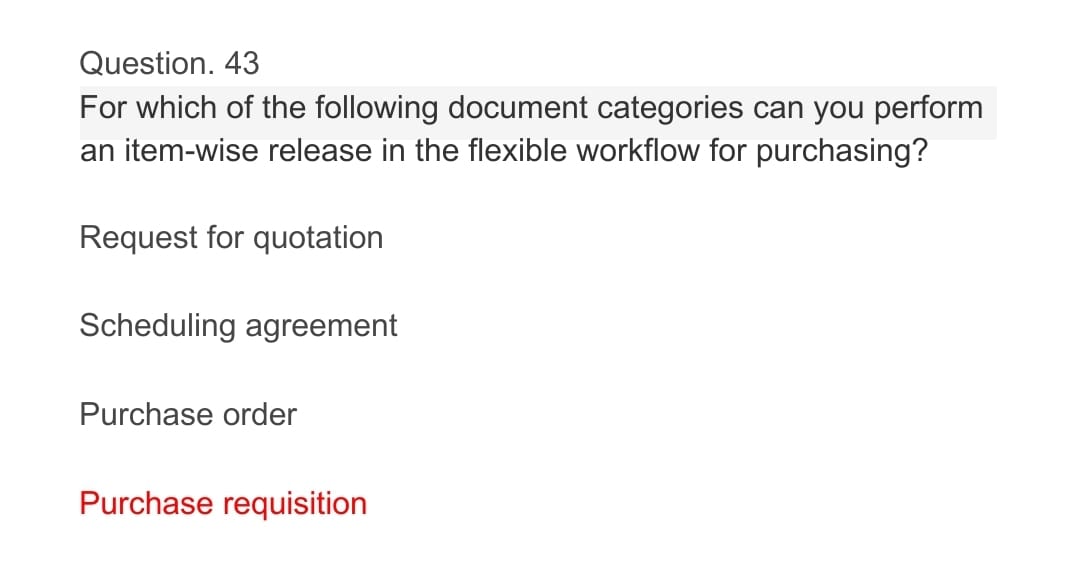 Question. 43
For which of the following document categories can you perform
an item-wise release in the flexible workflow for purchasing?
Request for quotation
Scheduling agreement
Purchase order
Purchase requisition